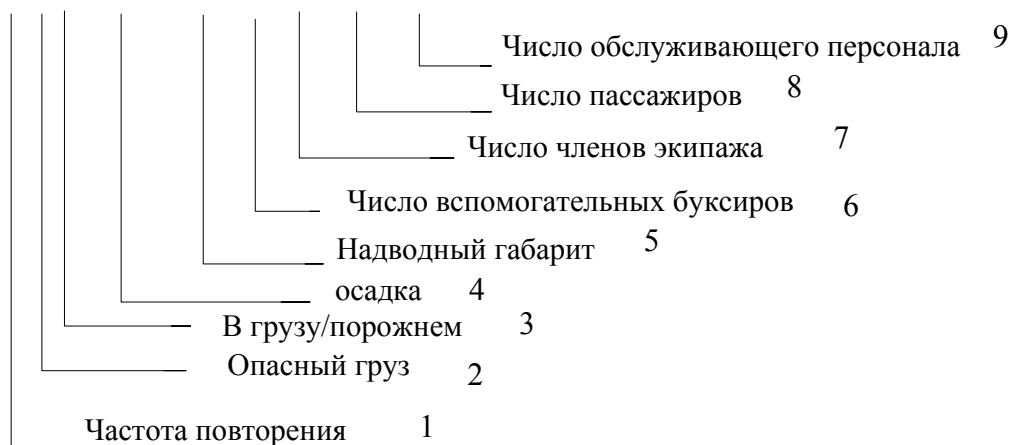 Число обслуживающего персонала 9
Число пассажиров 8
Число членов экипажа 7
Число вспомогательных буксиров 6
Надводный габарит 5
осадка 4
В грузу/порожнем 3
Опасный груз 2
Частота повторения 1